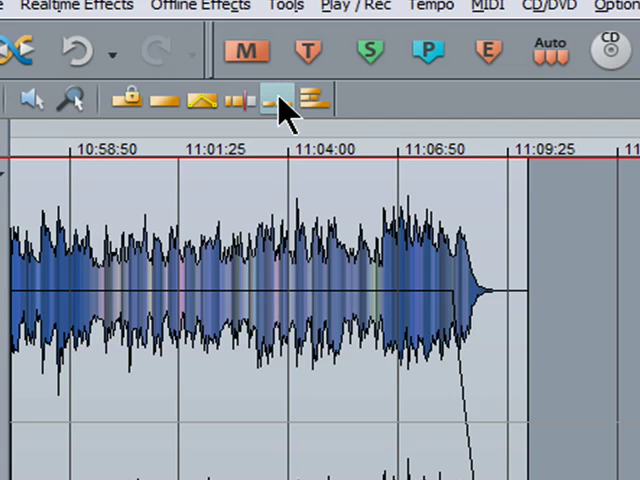 Realtime Effects Offline Effects Tools Play / Rec Tempo MIDI CD/DVD Option
M T S P E Auto CD
10:58:50 11:01:25 11:04:00 11:06:50 11:09:25 11